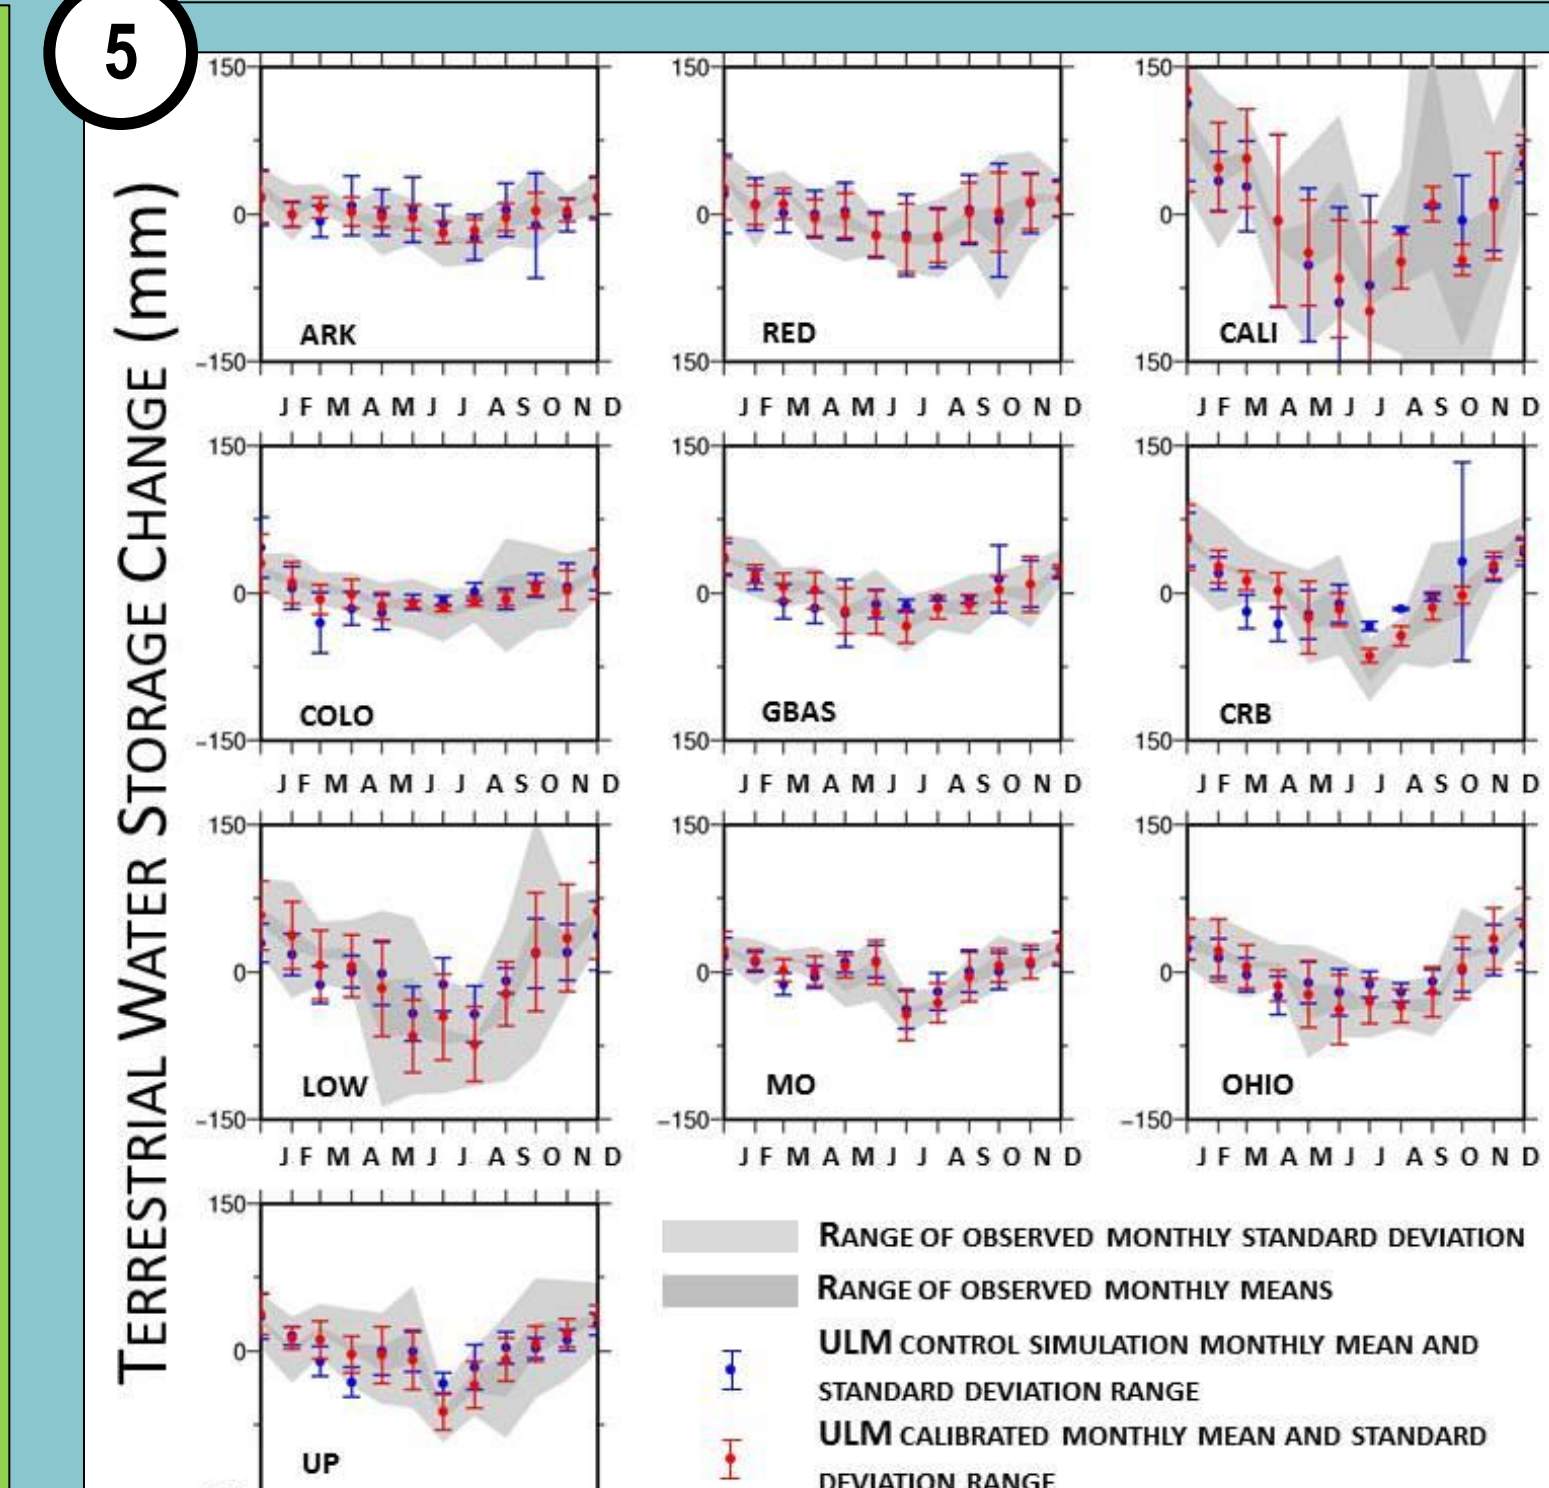 5
TERRESTRIAL WATER STORAGE CHANGE (mm)
150 150 150
0 0 0
ARK RED CALI
-150 150 150
J F M A M J J A S O N D J F M A M J J A S O N D J F M A M J J A S O N D
150 150 150
0 0 0
COLO GBAS CRB
-150 150 150
J F M A M J J A S O N D J F M A M J J A S O N D J F M A M J J A S O N D
150 150 150
0 0 0
LOW MO OHIO
-150 -150 -150
J F M A M J J A S O N D J F M A M J J A S O N D J F M A M J J A S O N D
150
0
UP
RANGE OF OBSERVED MONTHLY STANDARD DEVIATION
RANGE OF OBSERVED MONTHLY MEANS
ULM CONTROL SIMULATION MONTHLY MEAN AND
STANDARD DEVIATION RANGE
ULM CALIBRATED MONTHLY MEAN AND STANDARD
DEVIATION RANGE